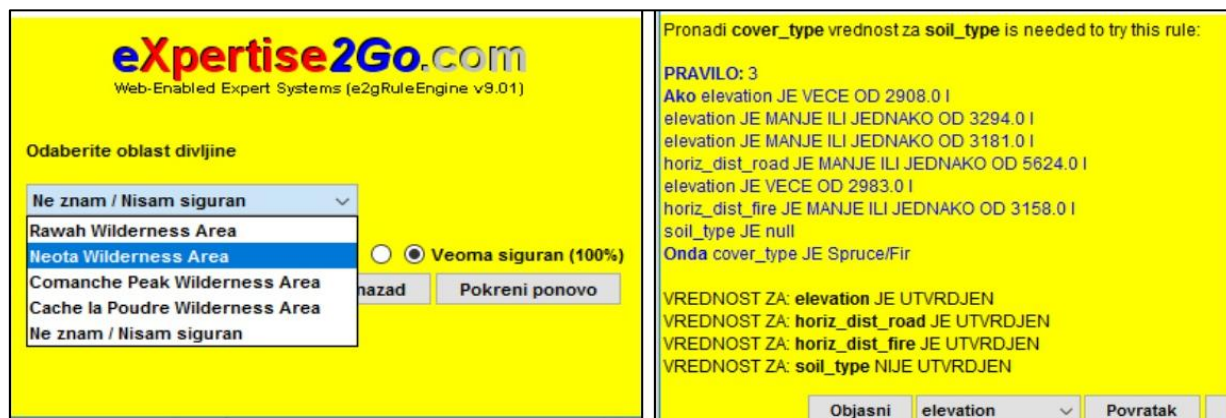 eXpertise2Go.com
Web-Enabled Expert Systems (e2gRuleEngine v9.01)
Odaberite oblast divljine
Ne znam / Nisam siguran
Rawah Wilderness Area
Neota Wilderness Area
Veoma siguran (100%)
Comanche Peak Wilderness Area
nazad
Pokreni ponovo
Cache la Poudre Wilderness Area
Ne znam / Nisam siguran
Pronadi cover_type vrednost za soil_type is needed to try this rule:
PRAVILO: 3
Ako elevation JE VECE OD 2908.0 I
elevation JE MANJE ILI JEDNAKO OD 3294.0 I
elevation JE MANJE ILI JEDNAKO OD 3181.0 I
horiz_dist_road JE MANJE ILI JEDNAKO OD 5624.0 I
elevation JE VECE OD 2983.0 I
horiz_dist_fire JE MANJE ILI JEDNAKO OD 3158.0 I
soil_type JE null
Onda cover_type JE Spruce/Fir
VREDNOST ZA: elevation JE UTVRDJEN
VREDNOST ZA: horiz_dist_road JE UTVRDJEN
VREDNOST ZA: horiz_dist_fire JE UTVRDJEN
VREDNOST ZA: soil_type NIJE UTVRDJEN
Objasni
elevation
Povratak